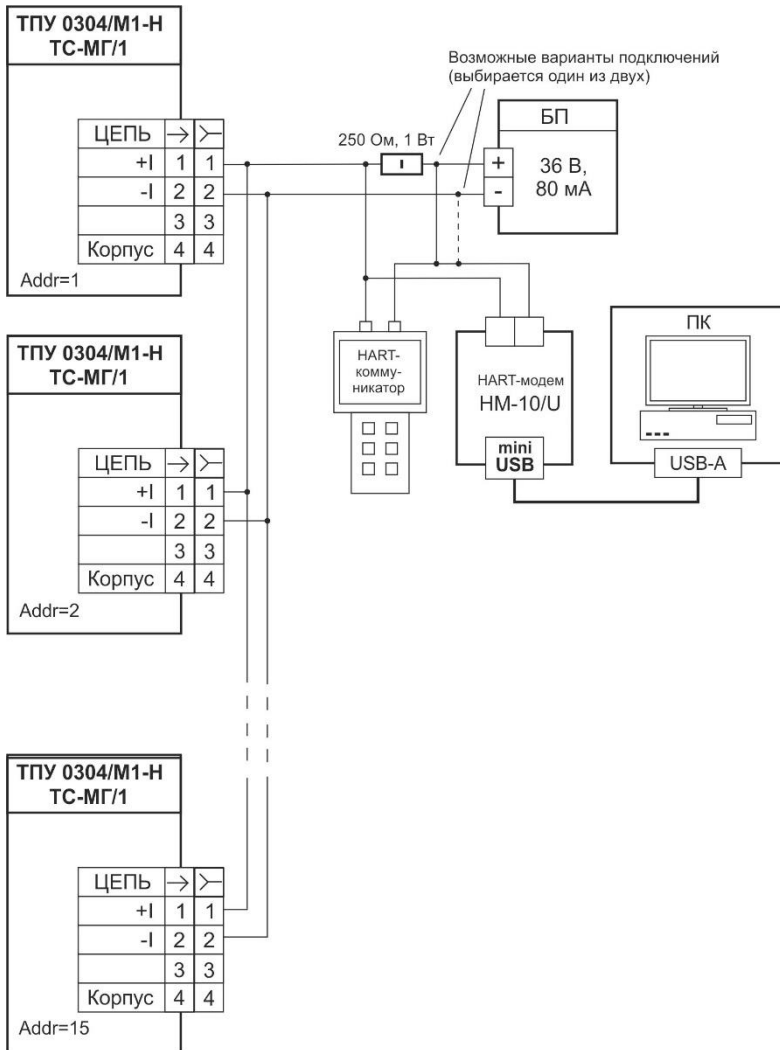 ТПУ 0304/М1-Н
ТС-МГ/1
ЦЕПЬ
+I 1 1
-I 2 2
3 3
Корпус 4 4
Addr=1
Возможные варианты подключений
(выбирается один из двух)
250 Ом, 1 Вт
БП
+
-
36 В,
80 мА
HART-
комму-
никатор
HART-модем
HM-10/U
mini
USB
ПК
USB-A
ТПУ 0304/М1-Н
ТС-МГ/1
ЦЕПЬ
+I 1 1
-I 2 2
3 3
Корпус 4 4
Addr=2
ТПУ 0304/М1-Н
ТС-МГ/1
ЦЕПЬ
+I 1 1
-I 2 2
3 3
Корпус 4 4
Addr=15